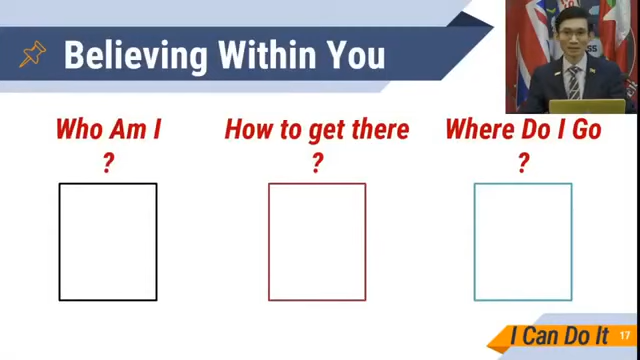 Believing Within You
Who Am I
?
How to get there
?
Where Do I Go
?
I Can Do It
17